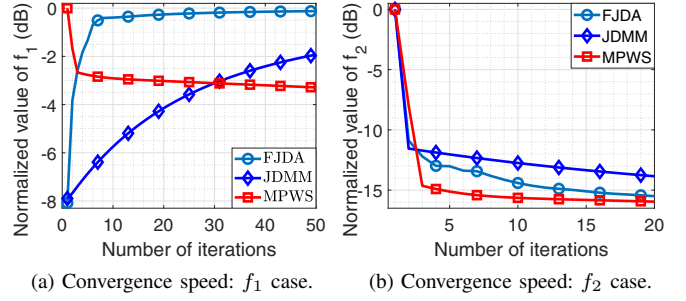 Normalized value of f1 (dB)
0
-2
-4
-6
-8
FJDA
JDMM
MPWS
0 10 20 30 40 50
Number of iterations
(a) Convergence speed: f1 case.
Normalized value of f2 (dB)
0
-5
-10
15
FJDA
JDMM
MPWS
5 10 15 20
Number of iterations
(b) Convergence speed: f2 case.